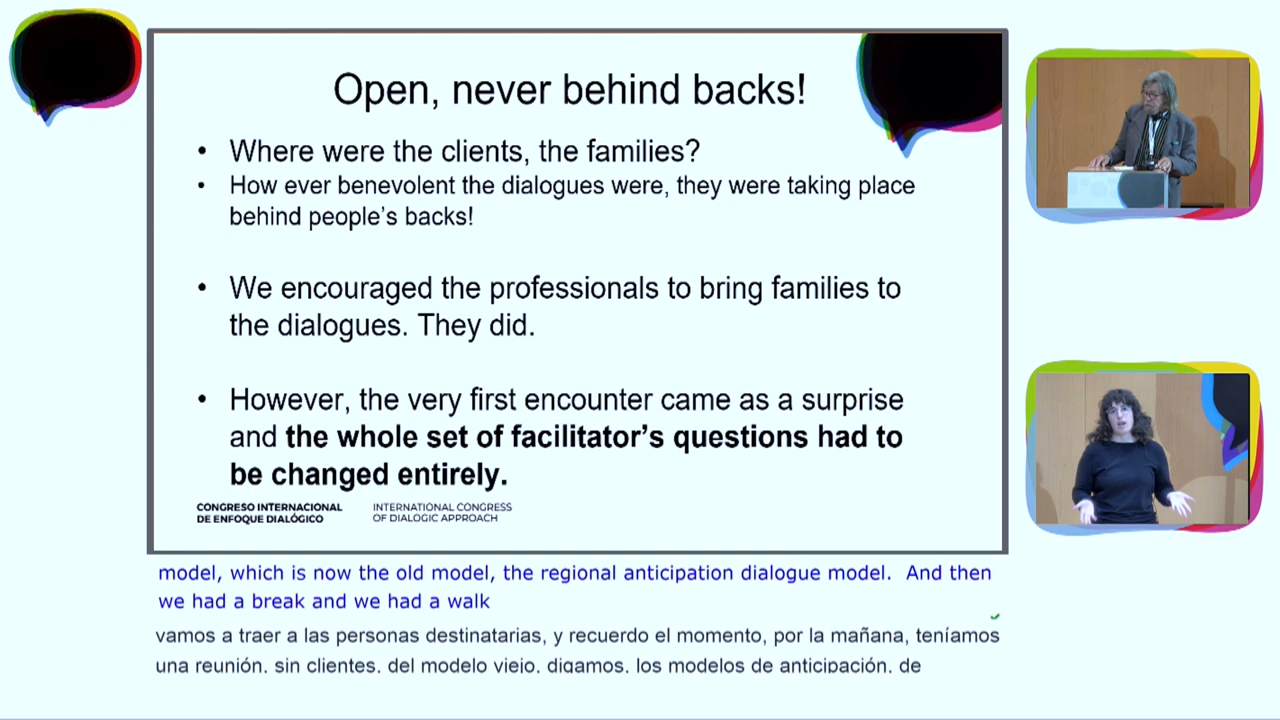 Open, never behind backs!
• Where were the clients, the families?
• How ever benevolent the dialogues were, they were taking place
behind people’s backs!
• We encouraged the professionals to bring families to
the dialogues. They did.
• However, the very first encounter came as a surprise
and the whole set of facilitator’s questions had to
be changed entirely.
CONGRESO INTERNACIONAL
DE ENFOQUE DIALÓGICO
INTERNATIONAL CONGRESS
OF DIALOGIC APPROACH
model, which is now the old model, the regional anticipation dialogue model. And then
we had a break and we had a walk
vamos a traer a las personas destinatarias, y recuerdo el momento, por la mañana, teníamos
una reunión, sin clientes, del modelo viejo, digamos, los modelos de anticipación, de